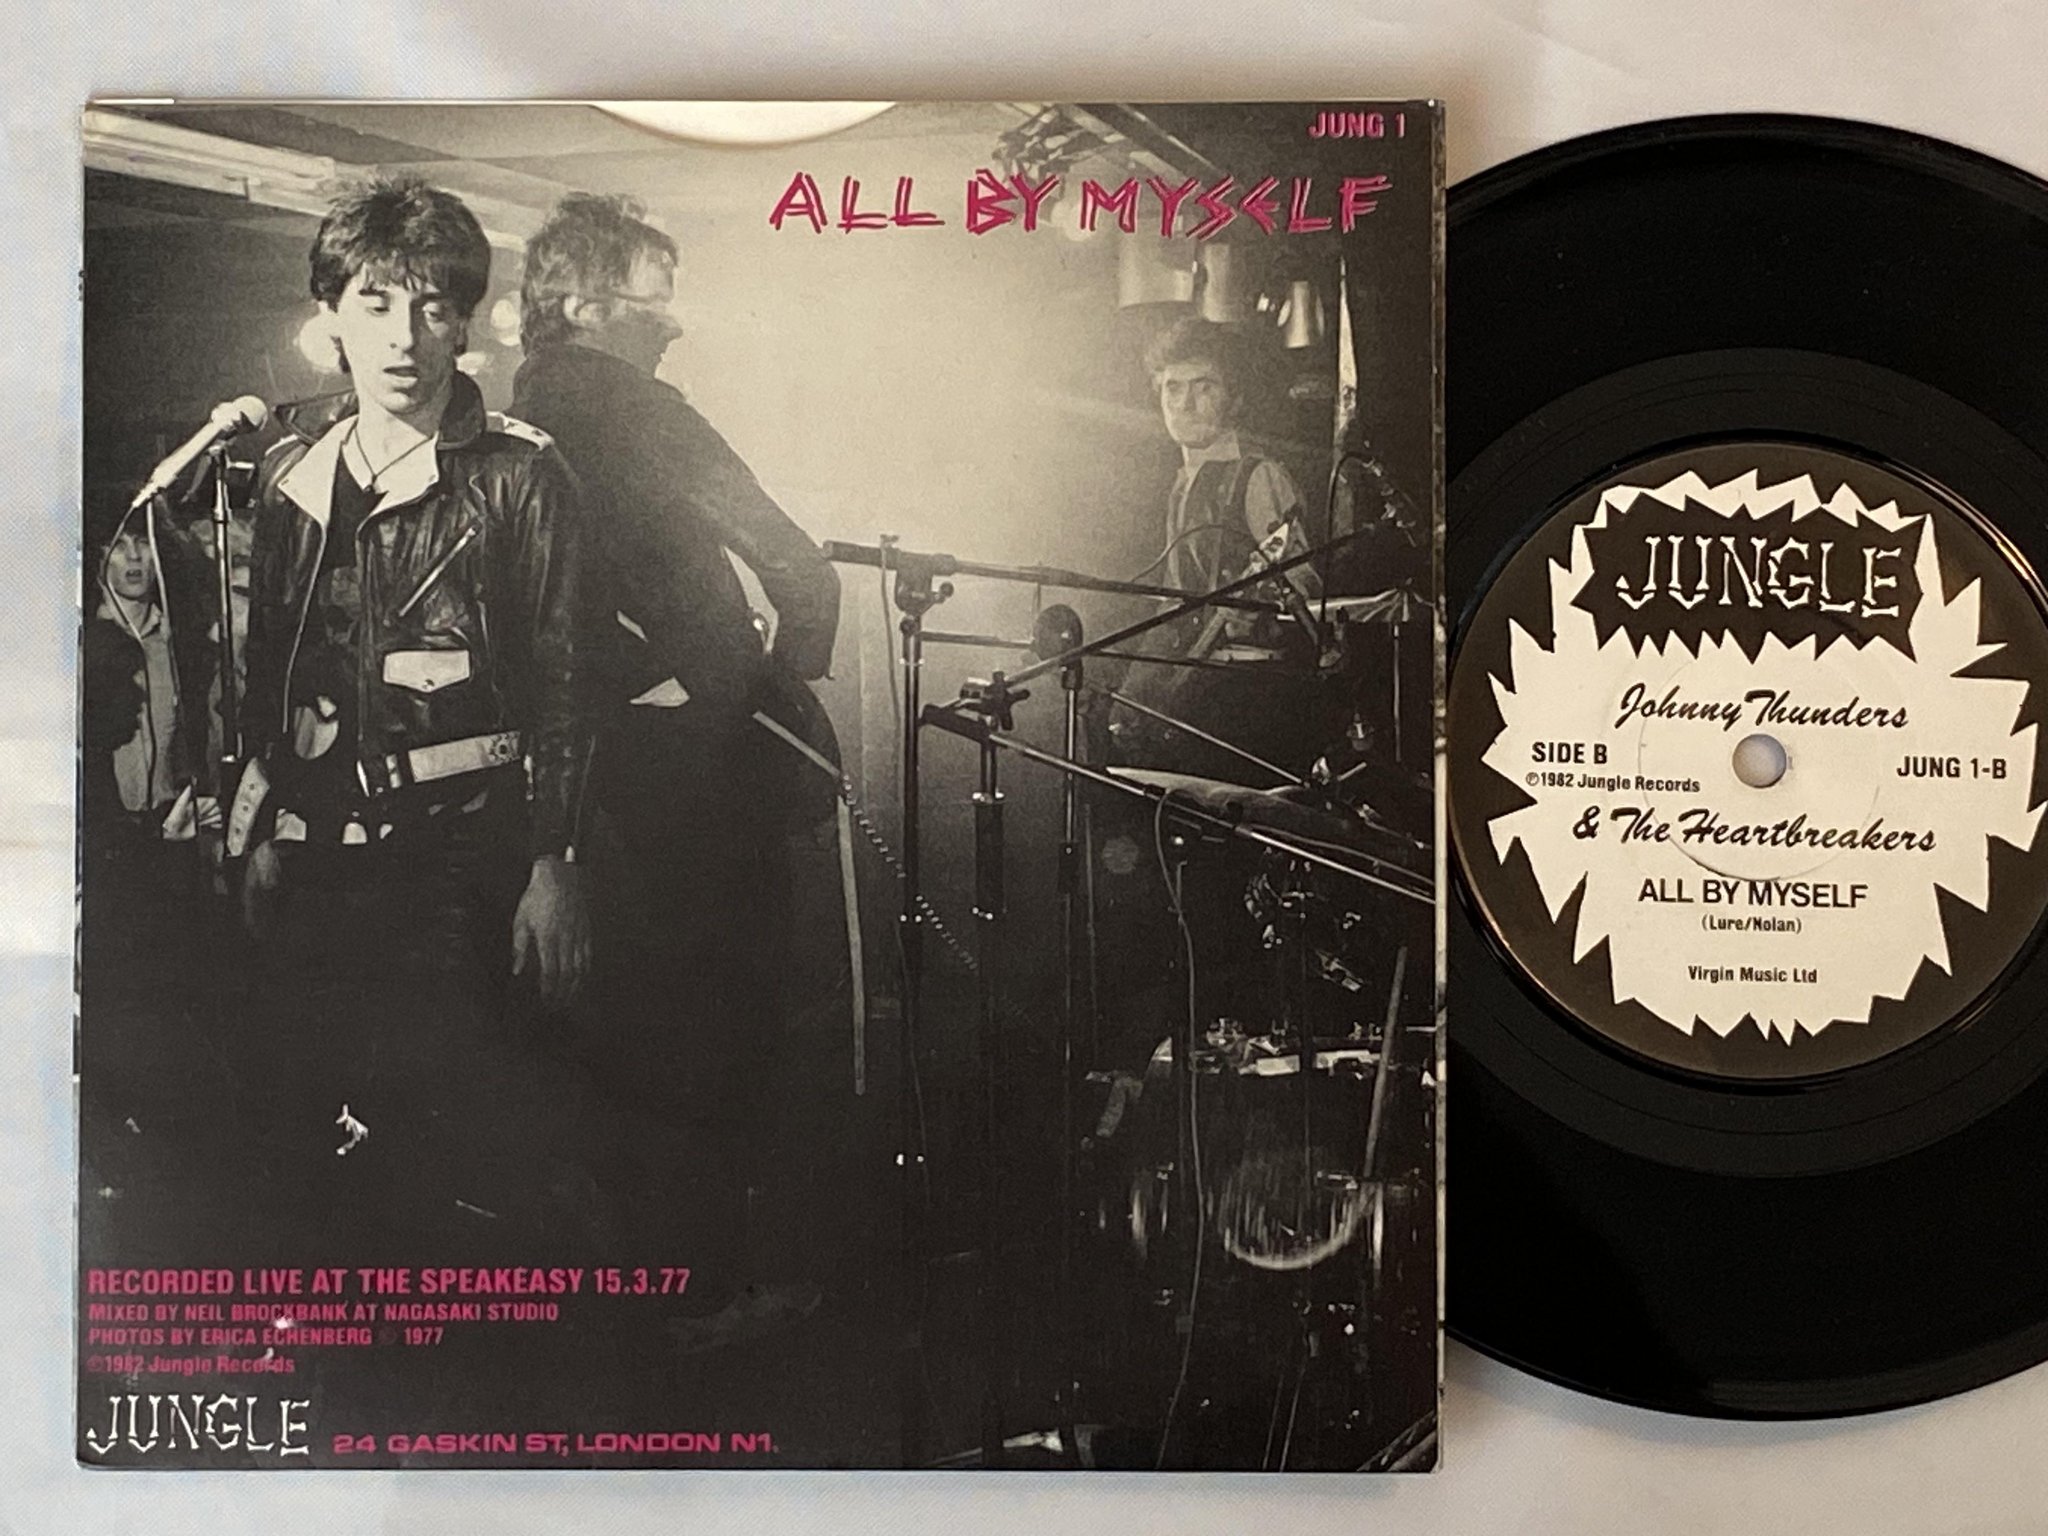 JUNG 1
ALL BY MYSELF
RECORDED LIVE AT THE SPEAKEASY 15.3.77
MIXED BY NEIL BROCKBANK AT NAGASAKI STUDIO
PHOTOS BY ERICA ECHENBERG © 1977
©1982 Jungle Records
JUNGLE 24 GASKIN ST, LONDON N1.
JUNGLE
Johnny Thunders
SIDE B
JUNG 1-B
℗1982 Jungle Records
& The Heartbreakers
ALL BY MYSELF
(Lure/Nolan)
Virgin Music Ltd